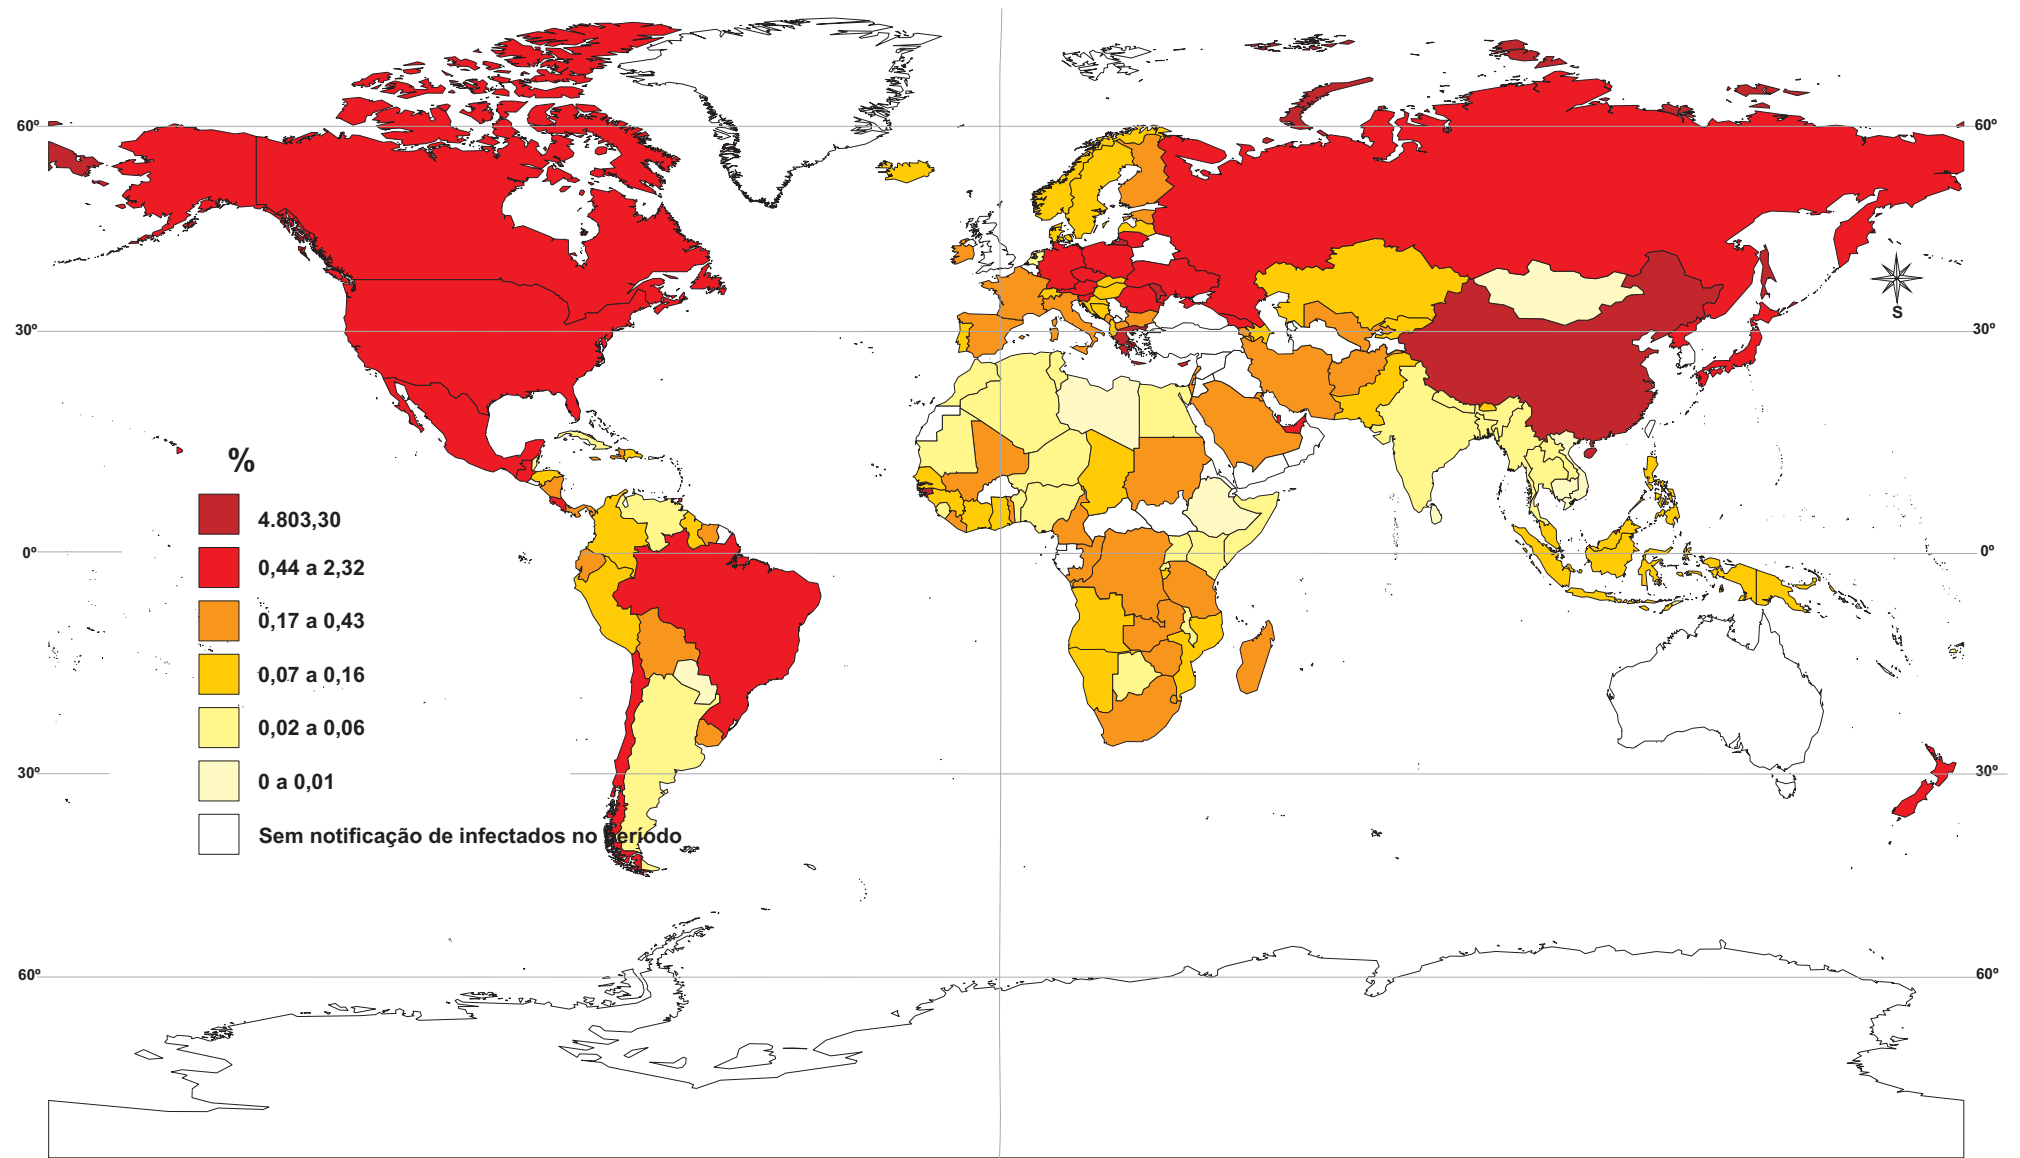 60º
60º
30º
S
30º
%
4.803,30
0,44 a 2,32
0º
0º
0,17 a 0,43
0,07 a 0,16
0,02 a 0,06
30º
30º
0 a 0,01
Sem notificação de infectados no período
60º
60º